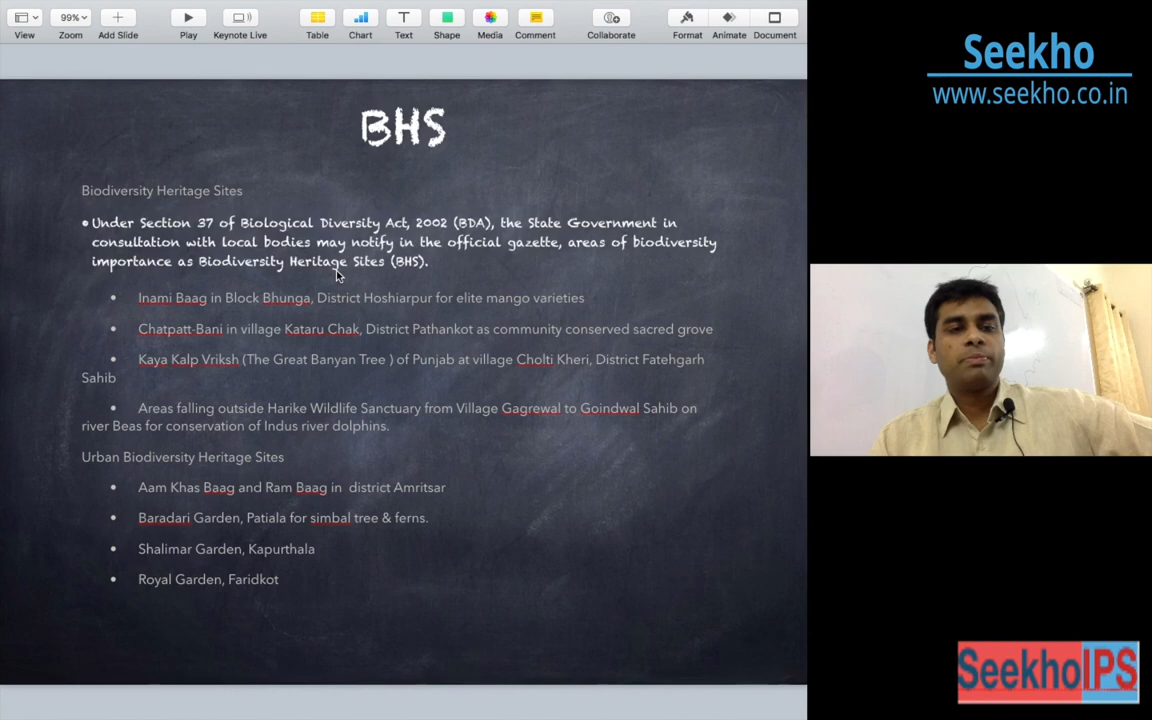 View
99%
Zoom
Add Slide
Play
Keynote Live
Table
Chart
Text
Shape
Media
Comment
Collaborate
Format
Animate
Document
Seekho
www.seekho.co.in
BHS
Biodiversity Heritage Sites
• Under Section 37 of Biological Diversity Act, 2002 (BDA), the State Government in
consultation with local bodies may notify in the official gazette, areas of biodiversity
importance as Biodiversity Heritage Sites (BHS).
• Inami Baag in Block Bhunga, District Hoshiarpur for elite mango varieties
• Chatpatt-Bani in village Kataru Chak, District Pathankot as community conserved sacred grove
• Kaya Kalp Vriksh (The Great Banyan Tree ) of Punjab at village Cholti Kheri, District Fatehgarh
Sahib
• Areas falling outside Harike Wildlife Sanctuary from Village Gagrewal to Goindwal Sahib on
river Beas for conservation of Indus river dolphins.
Urban Biodiversity Heritage Sites
• Aam Khas Baag and Ram Baag in district Amritsar
• Baradari Garden, Patiala for simbal tree & ferns.
• Shalimar Garden, Kapurthala
• Royal Garden, Faridkot
SeekhoIPS